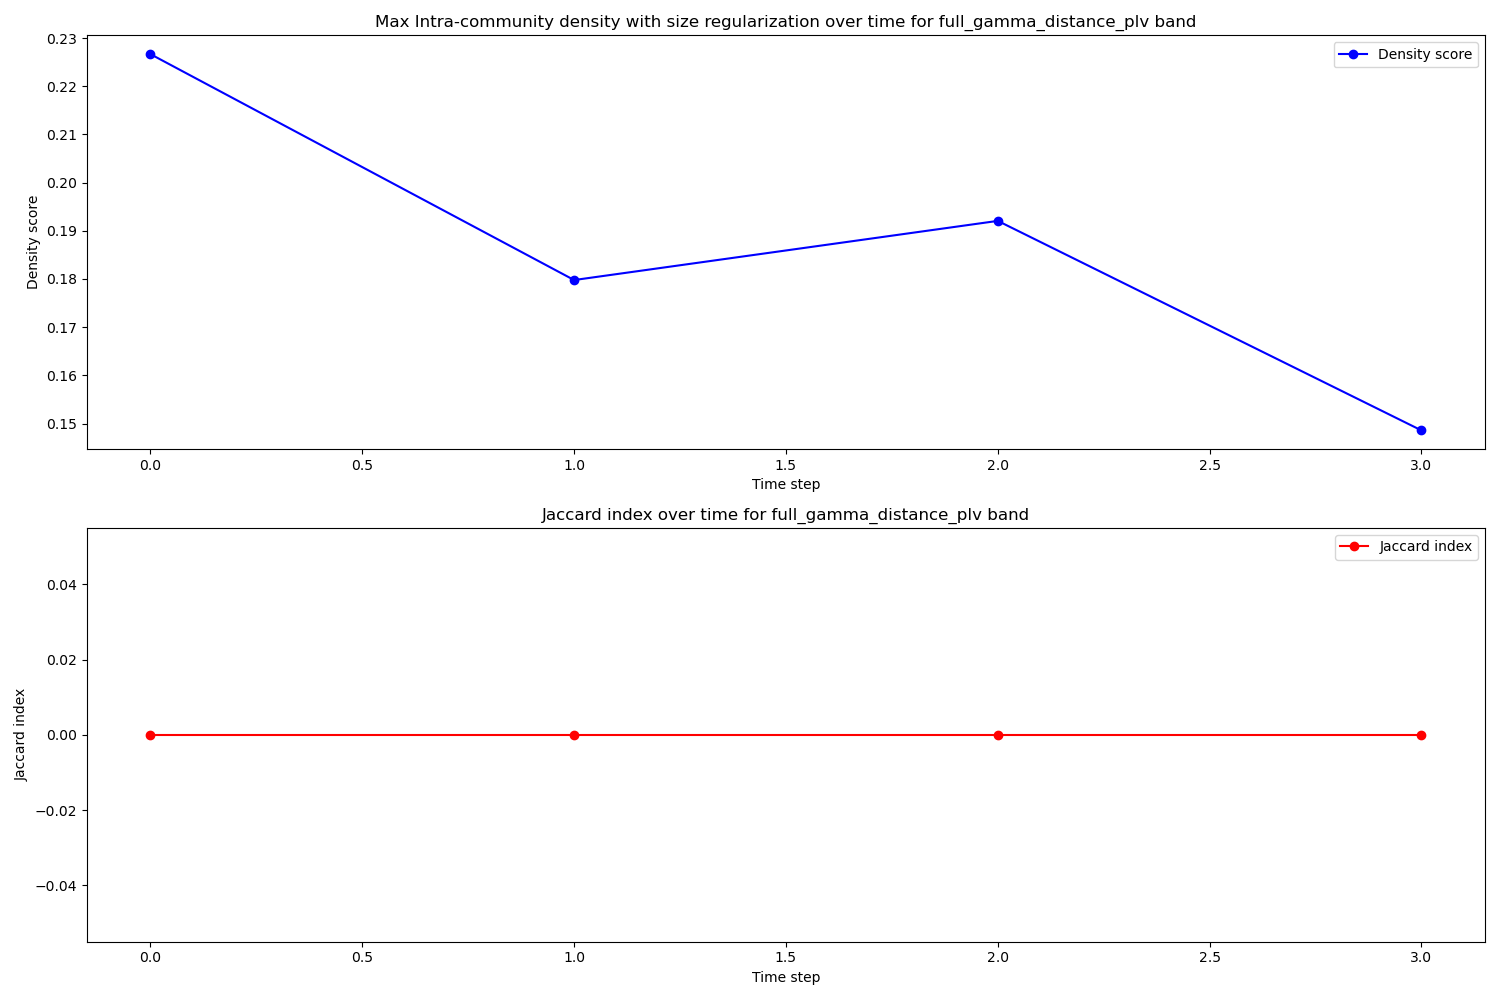 Max Intra-community density with size regularization over time for full_gamma_distance_plv band
Density score
0.23
0.22
0.21
0.20
0.19
0.18
0.17
0.16
0.15
Density score
0.0 0.5 1.0 1.5 2.0 2.5 3.0
Time step
Jaccard index over time for full_gamma_distance_plv band
Jaccard index
0.04
0.02
0.00
−0.02
−0.04
Jaccard index
0.0 0.5 1.0 1.5 2.0 2.5 3.0
Time step